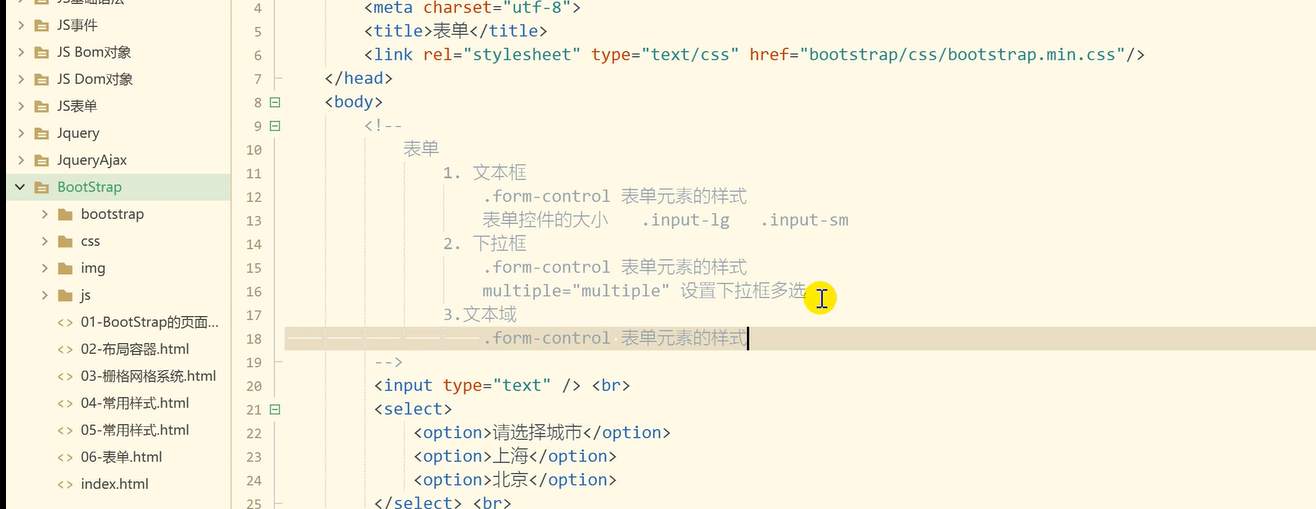 JS事件
JS Bom对象
JS Dom对象
JS表单
Jquery
JqueryAjax
BootStrap
bootstrap
css
img
js
01-BootStrap的页面...
02-布局容器.html
03-栅格网格系统.html
04-常用样式.html
05-常用样式.html
06-表单.html
index.html
4 <meta charset="utf-8">
5 <title>表单</title>
6 <link rel="stylesheet" type="text/css" href="bootstrap/css/bootstrap.min.css"/>
7 </head>
8 <body>
9 <!--
10 表单
11 1. 文本框
12 .form-control 表单元素的样式
13 表单控件的大小 .input-lg .input-sm
14 2. 下拉框
15 .form-control 表单元素的样式
16 multiple="multiple" 设置下拉框多选
17 3.文本域
18 .form-control 表单元素的样式
19 -->
20 <input type="text" /> <br>
21 <select>
22 <option>请选择城市</option>
23 <option>上海</option>
24 <option>北京</option>
25 </select> <br>